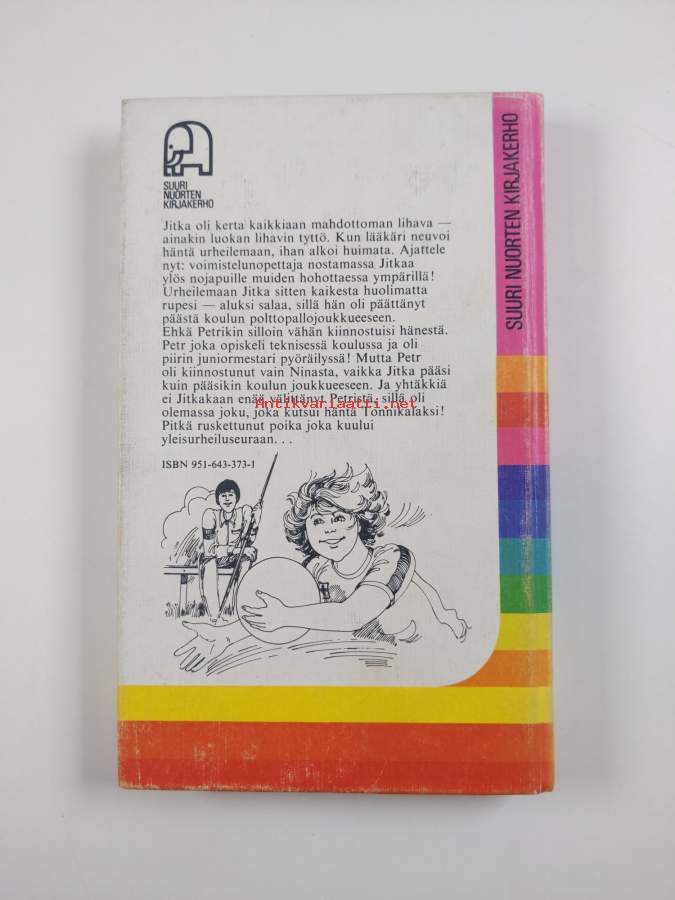 SUURI
NUORTEN
KIRJAKERHO
Jitka oli kerta kaikkiaan mahdottoman lihava —
ainakin luokan lihavin tyttö. Kun lääkäri neuvoi
häntä urheilemaan, ihan alkoi huimata. Ajattele
nyt: voimistelunopettaja nostamassa Jitkaa
ylös nojapuille muiden hohottaessa ympärillä!
Urheilemaan Jitka sitten kaikesta huolimatta
rupesi — aluksi salaa, sillä hän oli päättänyt
päästä koulun polttopallojoukkueeseen.
Ehkä Petrikin silloin vähän kiinnostuisi hänestä.
Petr joka opiskeli teknisessä koulussa ja oli
piirin juniormestari pyöräilyssä! Mutta Petr
oli kiinnostunut vain Ninasta, vaikka Jitka pääsi
kuin pääsikin koulun joukkueeseen. Ja yhtäkkiä
ei Jitkakaan enää välittänyt Petristä, sillä oli
olemassa joku, joka kutsui häntä Tonnikalaksi!
Pitkä ruskettunut poika joka kuului
yleisurheiluseuraan. . .
ISBN 951-643-373-1
SUURI NUORTEN KIRJAKERHO
Antikvariaatti.net